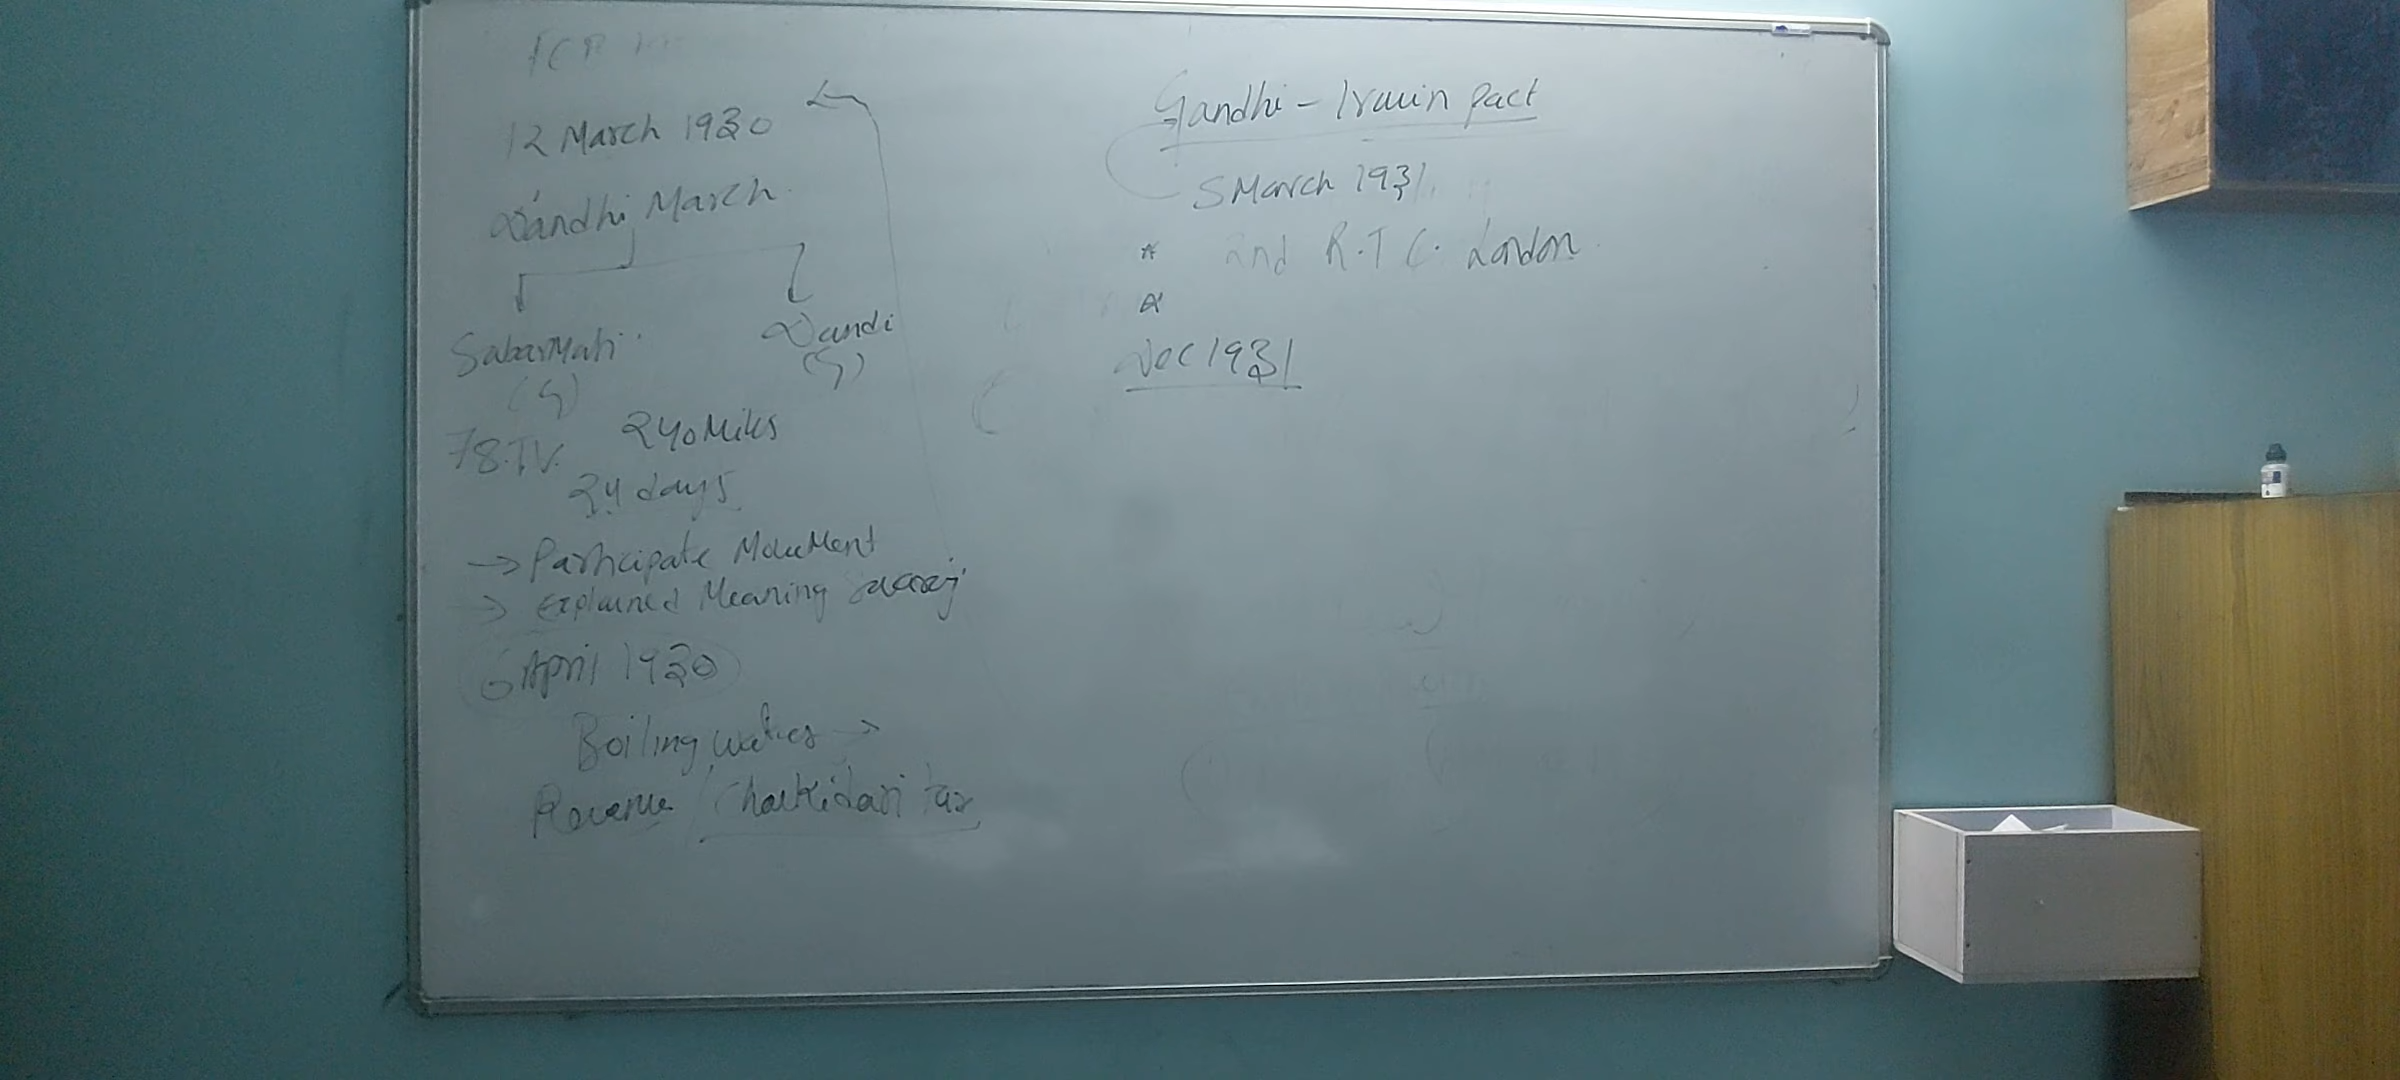 12 March 1930
Dandhi March
Sabarmati
(G)
Dandi
(G)
78.T.V.
240 Miles
24 days
→ Participate Movement
→ Explained Meaning swaraj
6 April 1930
Boiling water →
Revenue / Chaukidari tax
Gandhi - Irwin pact
5 March 1931
* 2nd R.T.C. London
*
Dec 1931